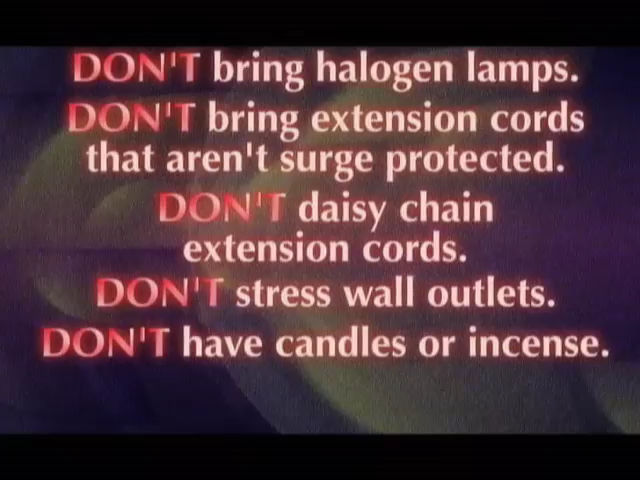 DON'T bring halogen lamps.
DON'T bring extension cords
that aren't surge protected.
DON'T daisy chain
extension cords.
DON'T stress wall outlets.
DON'T have candles or incense.